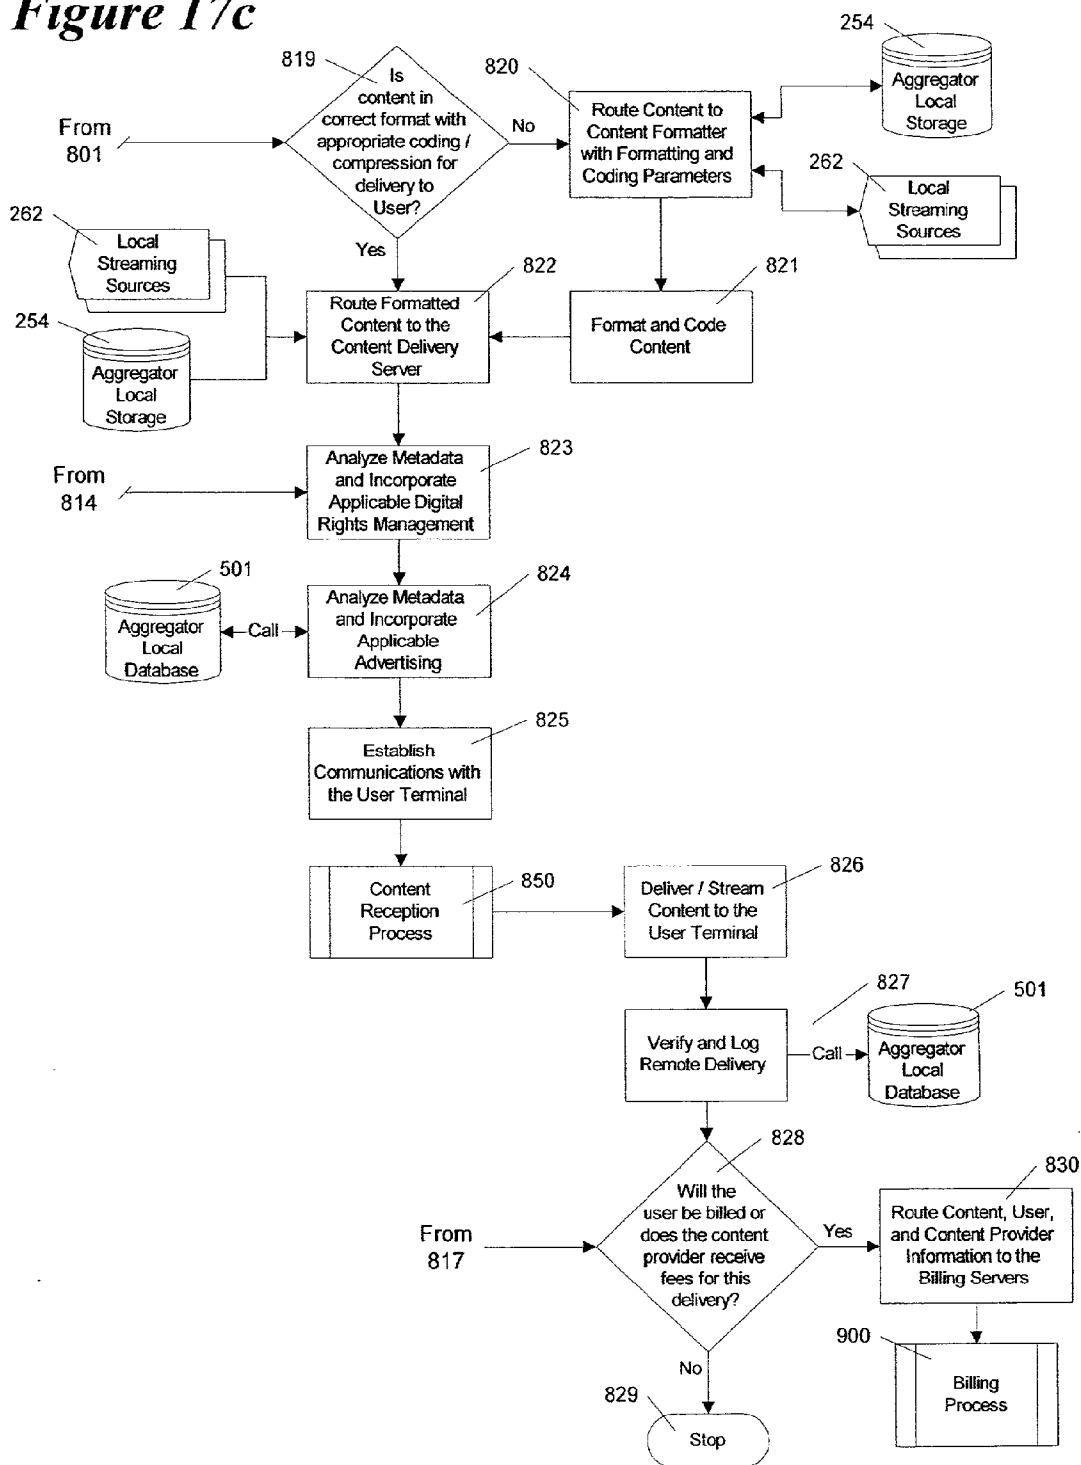 Figure 17c
819
Is
content in
correct format with
appropriate coding /
compression for
delivery to
User?
From
801
No
820
Route Content to
Content Formatter
with Formatting and
Coding Parameters
254
Aggregator
Local
Storage
262
Local
Streaming
Sources
262
Local
Streaming
Sources
Yes
254
Aggregator
Local
Storage
822
Route Formatted
Content to the
Content Delivery
Server
821
Format and Code
Content
From
814
823
Analyze Metadata
and Incorporate
Applicable Digital
Rights Management
501
Aggregator
Local
Database
Call
824
Analyze Metadata
and Incorporate
Applicable
Advertising
825
Establish
Communications with
the User Terminal
850
Content
Reception
Process
826
Deliver / Stream
Content to the
User Terminal
Verify and Log
Remote Delivery
827
Call
501
Aggregator
Local
Database
828
From
817
Will the
user be billed or
does the content
provider receive
fees for this
delivery?
Yes
830
Route Content, User,
and Content Provider
Information to the
Billing Servers
No
900
Billing
Process
829
Stop